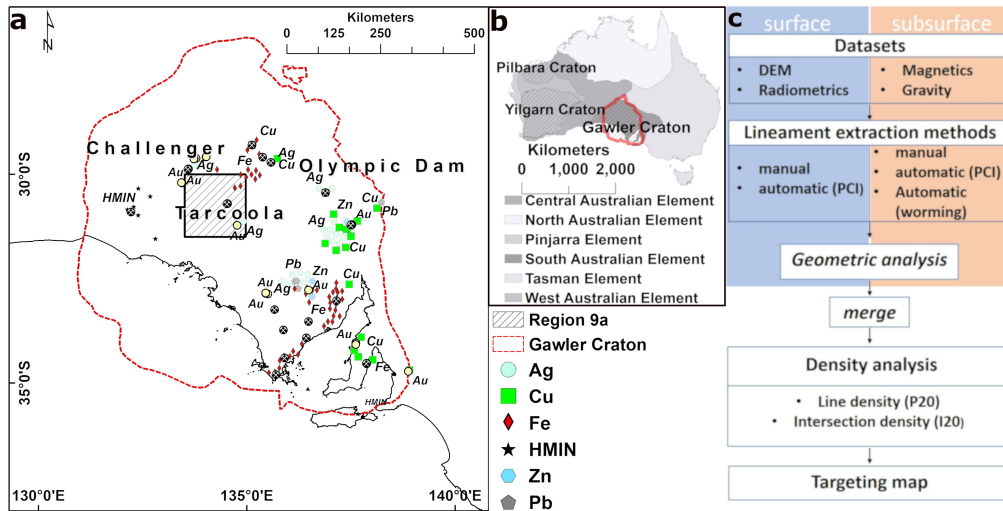 a
N
Kilometers
0 125 250 500
Cu
Challenger
Ag
Fe
Ag
Cu
Olympic Dam
30°0'0"S
Au
HMIN
Tarcoola
Ag
Cu
Zn
Au
Pb
Ag
Au
Ag
Cu
Pb
Zn
Cu
Au
Ag
Au
Au
Fe
Au
Cu
Fe
Au
35°0'0"S
HMIN
130°0'0"E
135°0'0"E
140°0'0"E
b
Pilbara Craton
Yilgarn Craton
Gawler Craton
Kilometers
0 1,000 2,000
Central Australian Element
North Australian Element
Pinjarra Element
South Australian Element
Tasman Element
West Australian Element
Region 9a
Gawler Craton
Ag
Cu
Fe
HMIN
Zn
Pb
c
surface
subsurface
Datasets
• DEM
• Radiometrics
• Magnetics
• Gravity
Lineament extraction methods
• manual
• automatic (PCI)
• manual
• automatic (PCI)
• Automatic
(worming)
Geometric analysis
merge
Density analysis
• Line density (P20)
• Intersection density (I20)
Targeting map